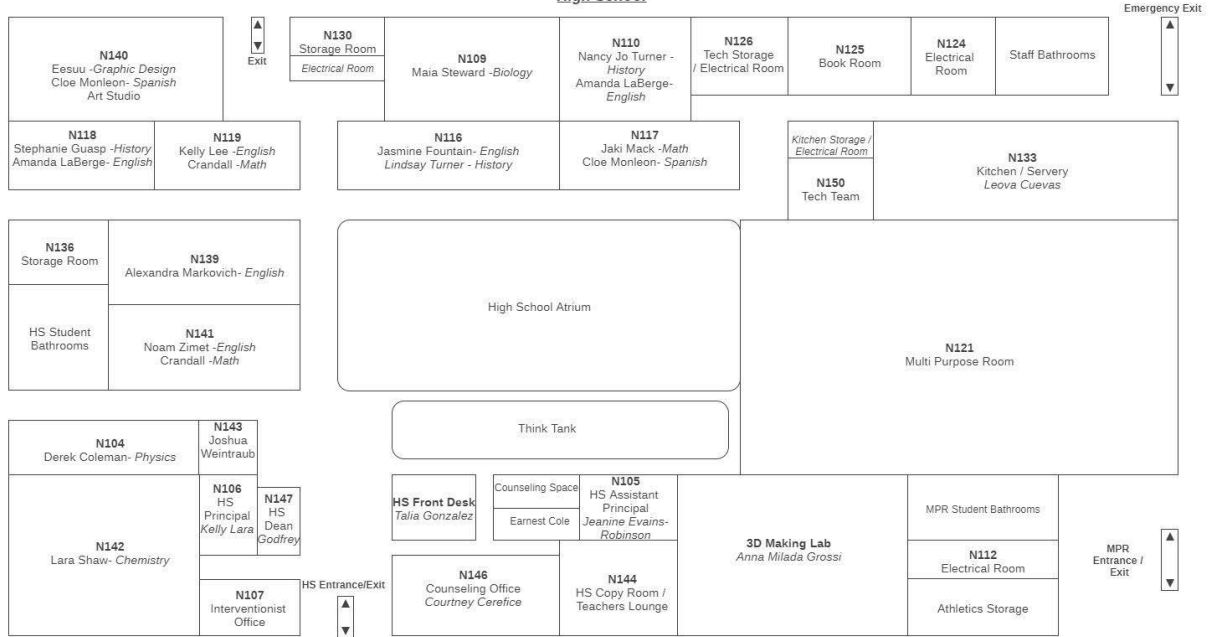 High School
Emergency Exit
N140
Eesuu -Graphic Design
Cloe Monleon- Spanish
Art Studio
Exit
N130
Storage Room
Electrical Room
N109
Maia Steward -Biology
N110
Nancy Jo Turner -
History
Amanda LaBerge-
English
N126
Tech Storage
/ Electrical Room
N125
Book Room
N124
Electrical
Room
Staff Bathrooms
N118
Stephanie Guasp -History
Amanda LaBerge- English
N119
Kelly Lee -English
Crandall -Math
N116
Jasmine Fountain- English
Lindsay Turner - History
N117
Jaki Mack -Math
Cloe Monleon- Spanish
Kitchen Storage /
Electrical Room
N150
Tech Team
N133
Kitchen / Servery
Leova Cuevas
N136
Storage Room
N139
Alexandra Markovich- English
HS Student
Bathrooms
N141
Noam Zimet -English
Crandall -Math
High School Atrium
N121
Multi Purpose Room
Think Tank
N104
Derek Coleman- Physics
N143
Joshua
Weintraub
N106
HS
Principal
Kelly Lara
N147
HS
Dean
Godfrey
HS Front Desk
Talia Gonzalez
Counseling Space
Earnest Cole
N105
HS Assistant
Principal
Jeanine Evains-
Robinson
3D Making Lab
Anna Milada Grossi
MPR Student Bathrooms
N112
Electrical Room
Athletics Storage
MPR
Entrance /
Exit
N142
Lara Shaw- Chemistry
N107
Interventionist
Office
HS Entrance/Exit
N146
Counseling Office
Courtney Cerefice
N144
HS Copy Room /
Teachers Lounge